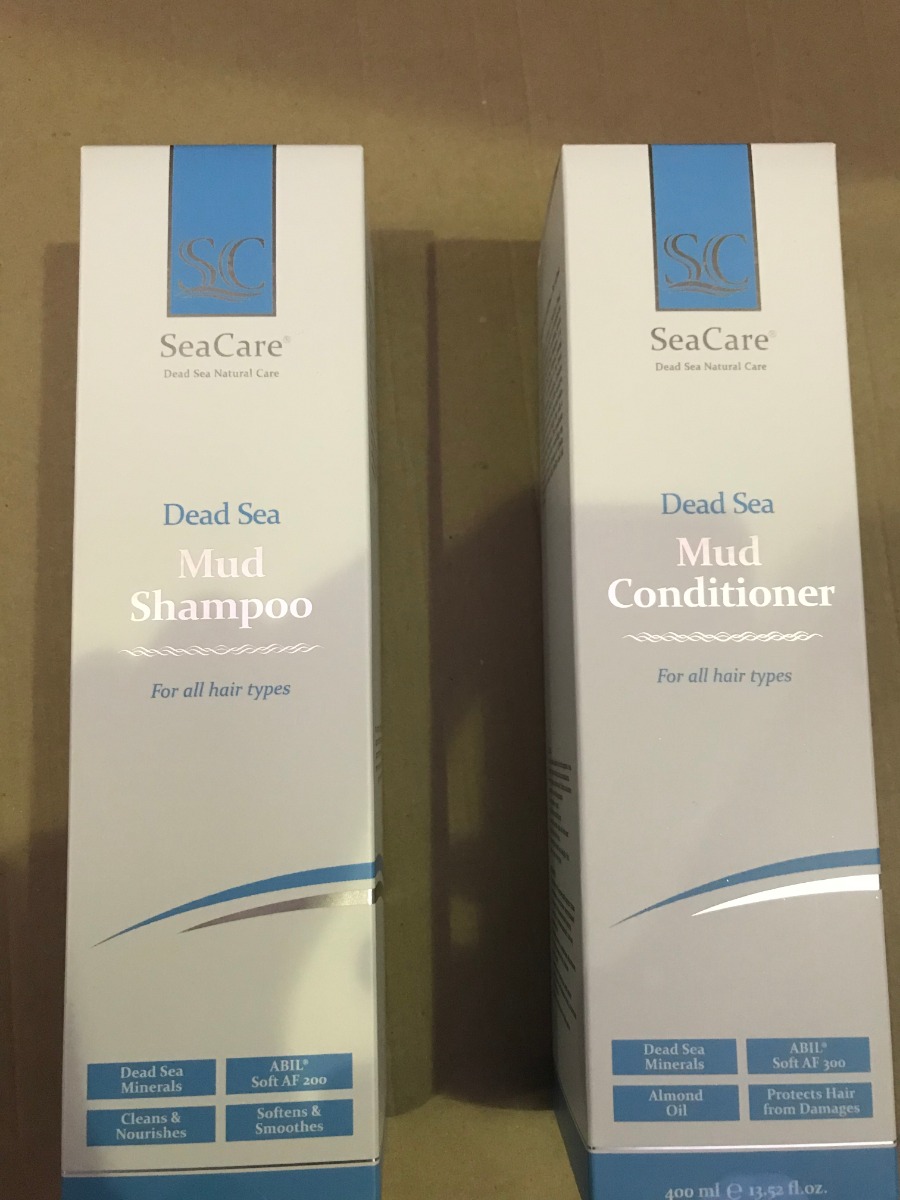 SC
SeaCare®
Dead Sea Natural Care
Dead Sea
Mud
Shampoo
For all hair types
Dead Sea
Minerals
ABIL®
Soft AF 200
Cleans &
Nourishes
Softens &
Smoothes
SC
SeaCare®
Dead Sea Natural Care
Dead Sea
Mud
Conditioner
For all hair types
Dead Sea
Minerals
ABIL®
Soft AF 300
Almond
Oil
Protects Hair
from Damages
400 ml ℮ 13.52 fl.oz.